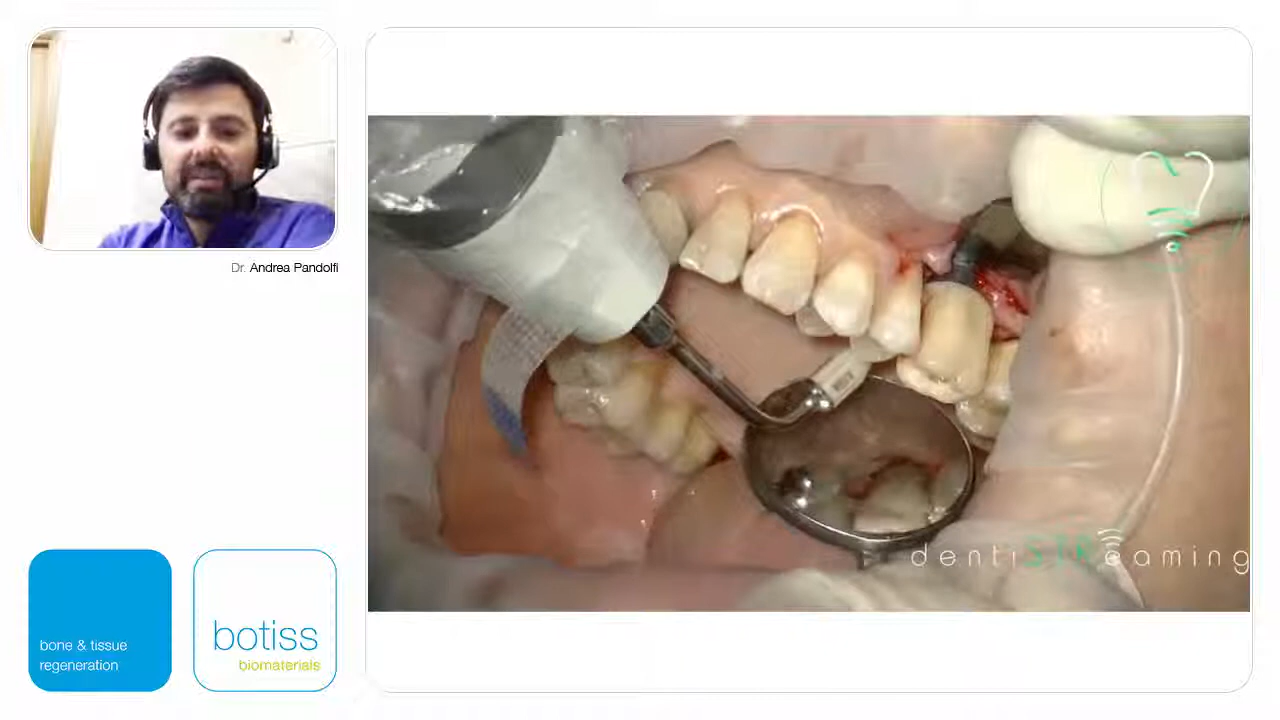 Dr. Andrea Pandolfi
dentiSTReaming
bone & tissue
regeneration
botiss
biomaterials